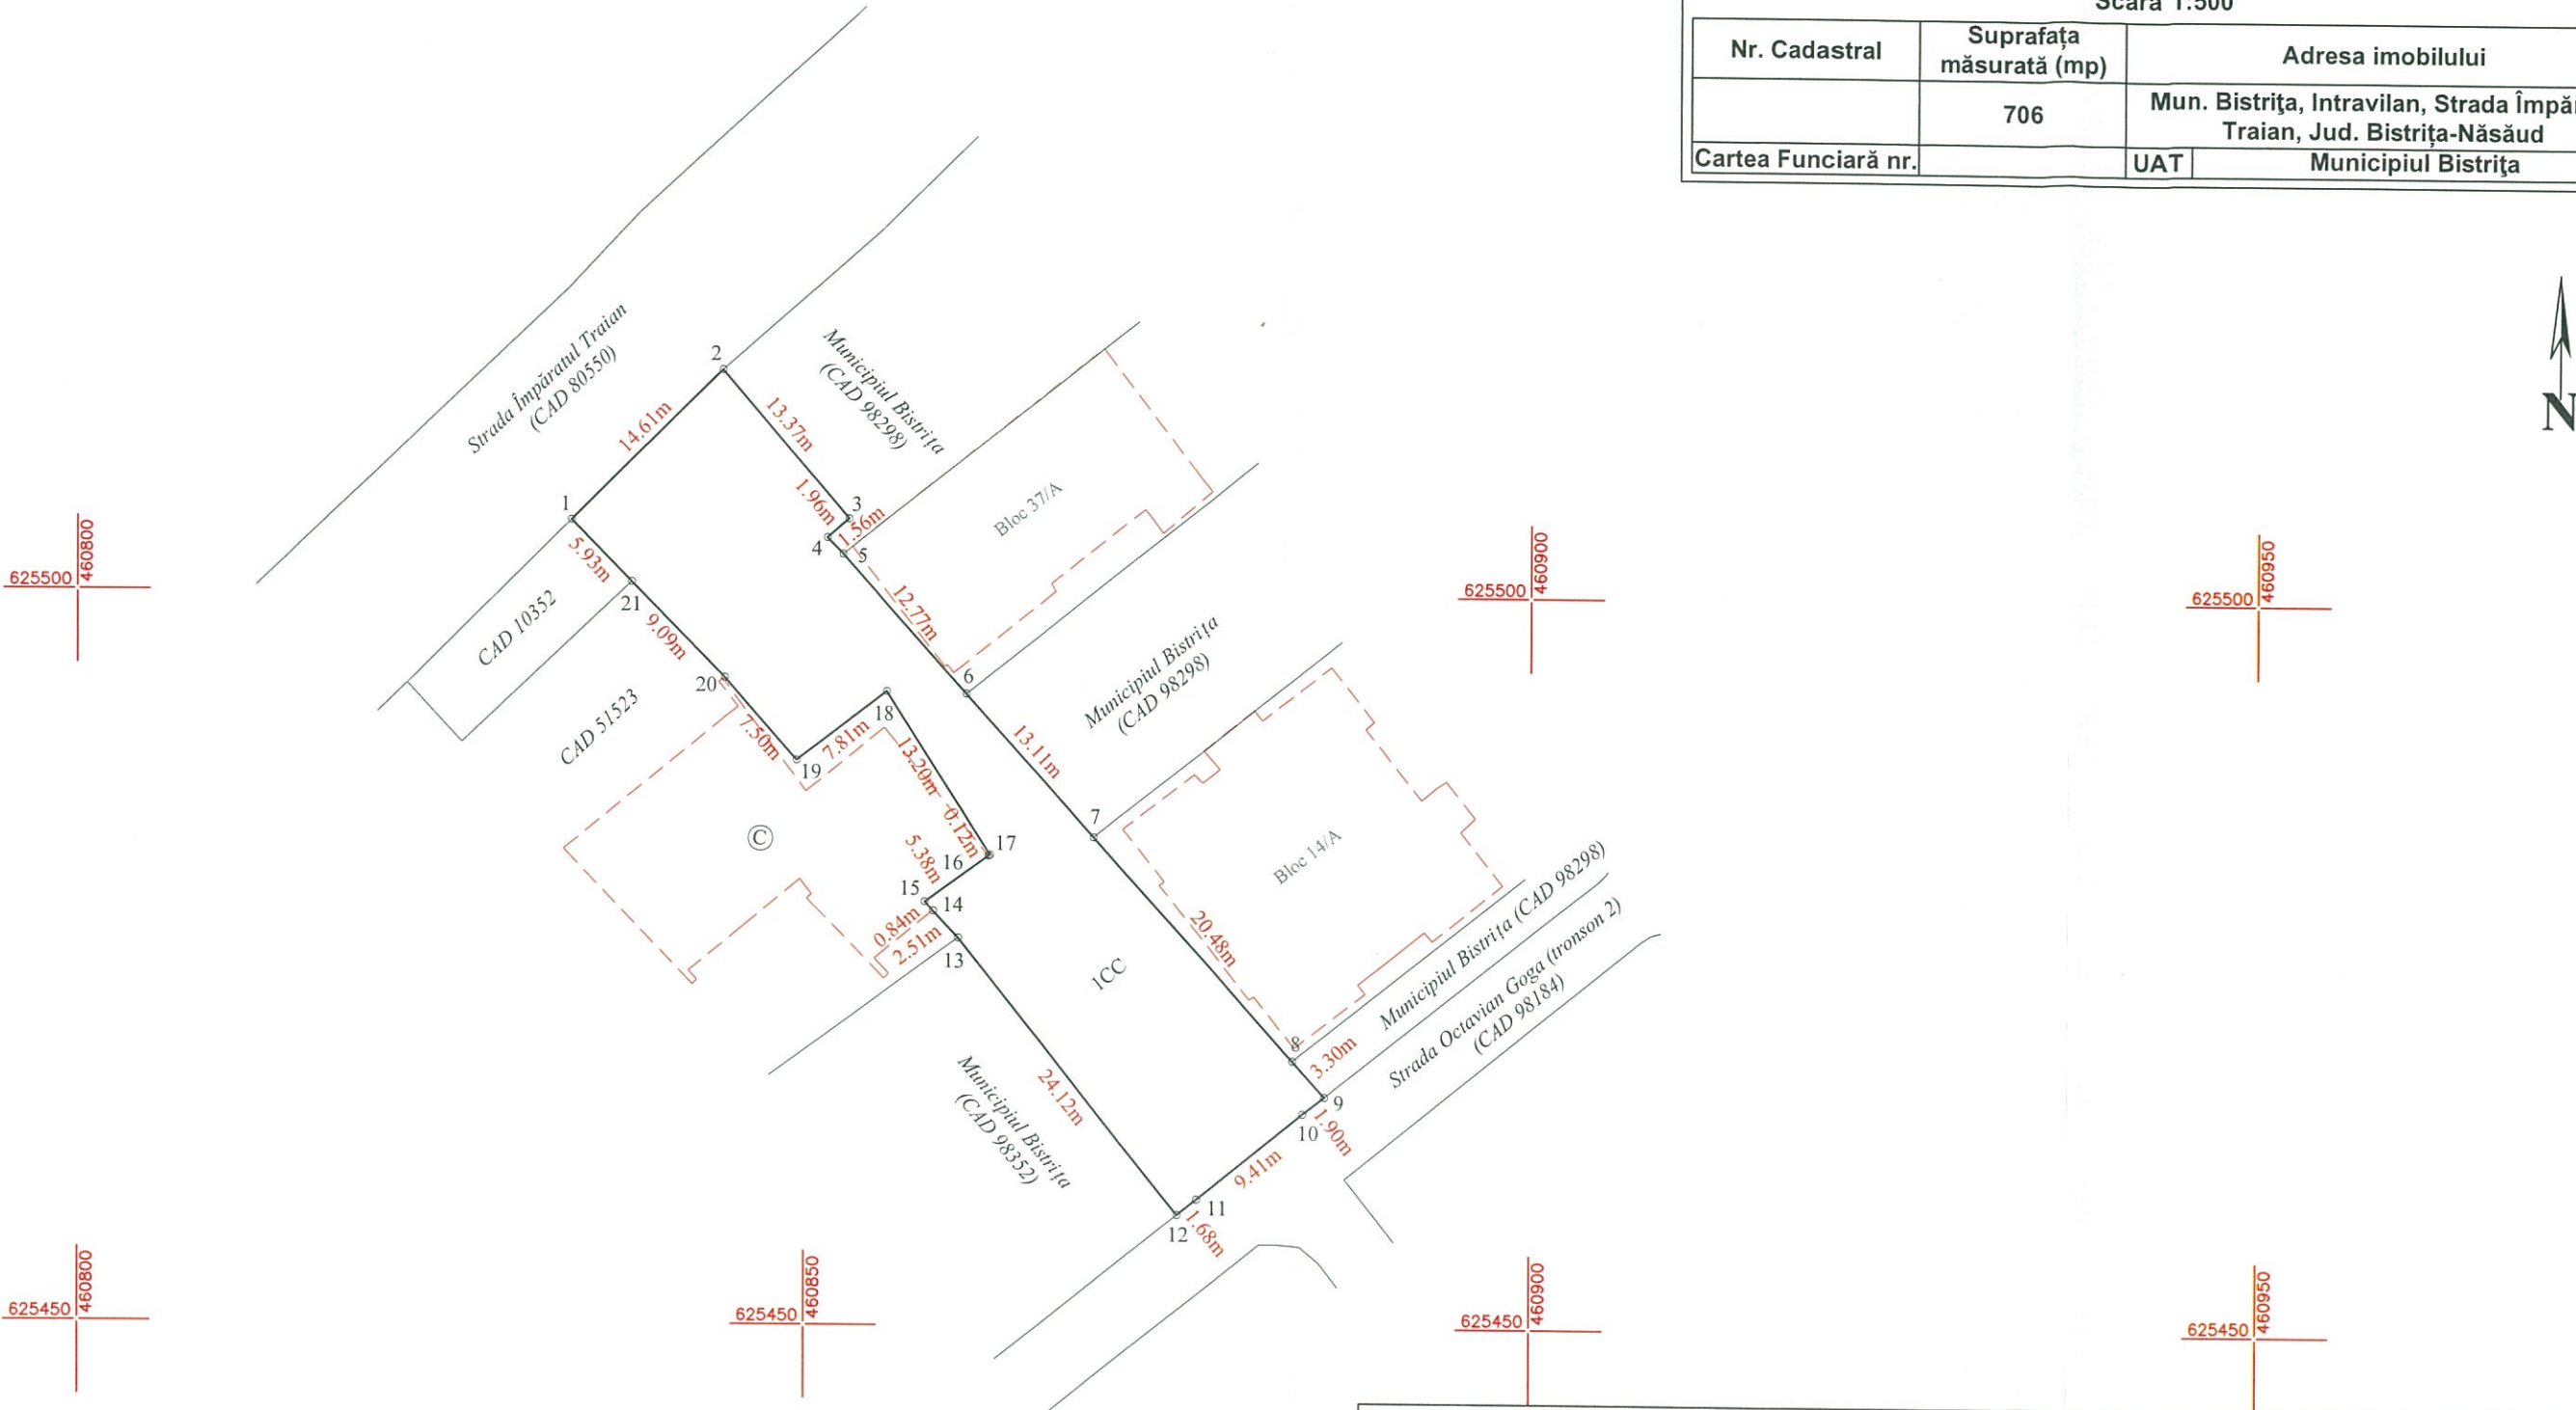 Scara 1:500
Nr. Cadastral
Suprafața
măsurată (mp)
Adresa imobilului
706
Mun. Bistriţa, Intravilan, Strada
Traian, Jud. Bistrița-Năsăud
Cartea Funciară nr.
UAT
Municipiul Bistriţa
N
Strada Împăratul Traian
(CAD 80550)
Municipiul Bistrița
(CAD 98298)
2
14.61m
13.37m
1
3
1.96m
1.56m
4
5
Bloc 37/A
5.93m
21
CAD 10352
9.09m
12.77m
20
6
CAD 51523
7.50m
18
7.81m
19
13.20m
13.11m
Municipiul Bistrița
(CAD 98298)
7
C
0.12m
17
16
5.38m
15
14
0.84m
2.51m
13
1CC
Bloc 14/A
20.48m
8
3.30m
Municipiul Bistrița (CAD 98298)
Strada Octavian Goga (tronson 2)
(CAD 98184)
9
10
1.90m
9.41m
24.12m
Municipiul Bistrița
(CAD 98352)
11
12
1.68m
625500
460800
625500
460900
625500
460950
625450
460800
625450
460850
625450
460900
625450
460950